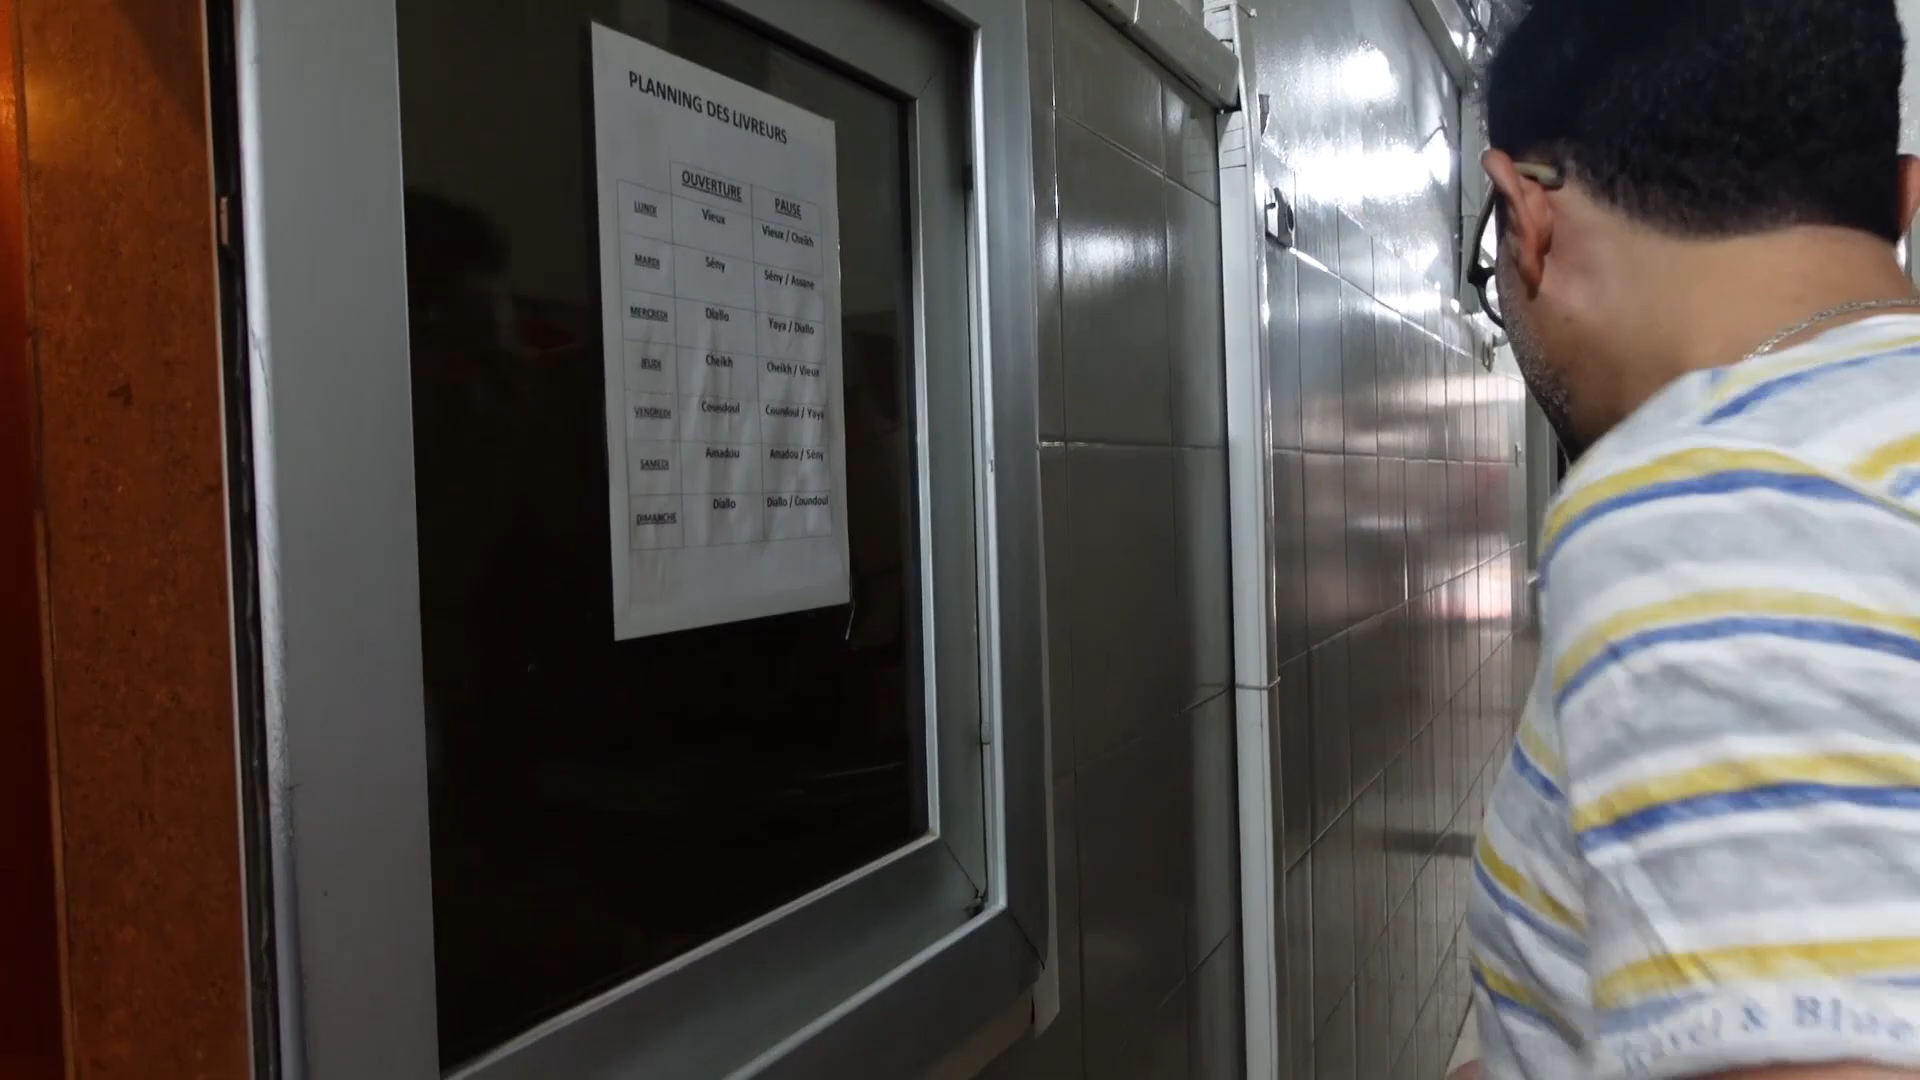 PLANNING DES LIVREURS
OUVERTURE PAUSE
LUNDI Vieux Vieux / Cheikh
MARDI Sény Sény / Assane
MERCREDI Diallo Yaya / Diallo
JEUDI Cheikh Cheikh / Vieux
VENDREDI Coundoul Coundoul / Yaya
SAMEDI Amadou Amadou / Sény
DIMANCHE Diallo Diallo / Coundoul
& Blue